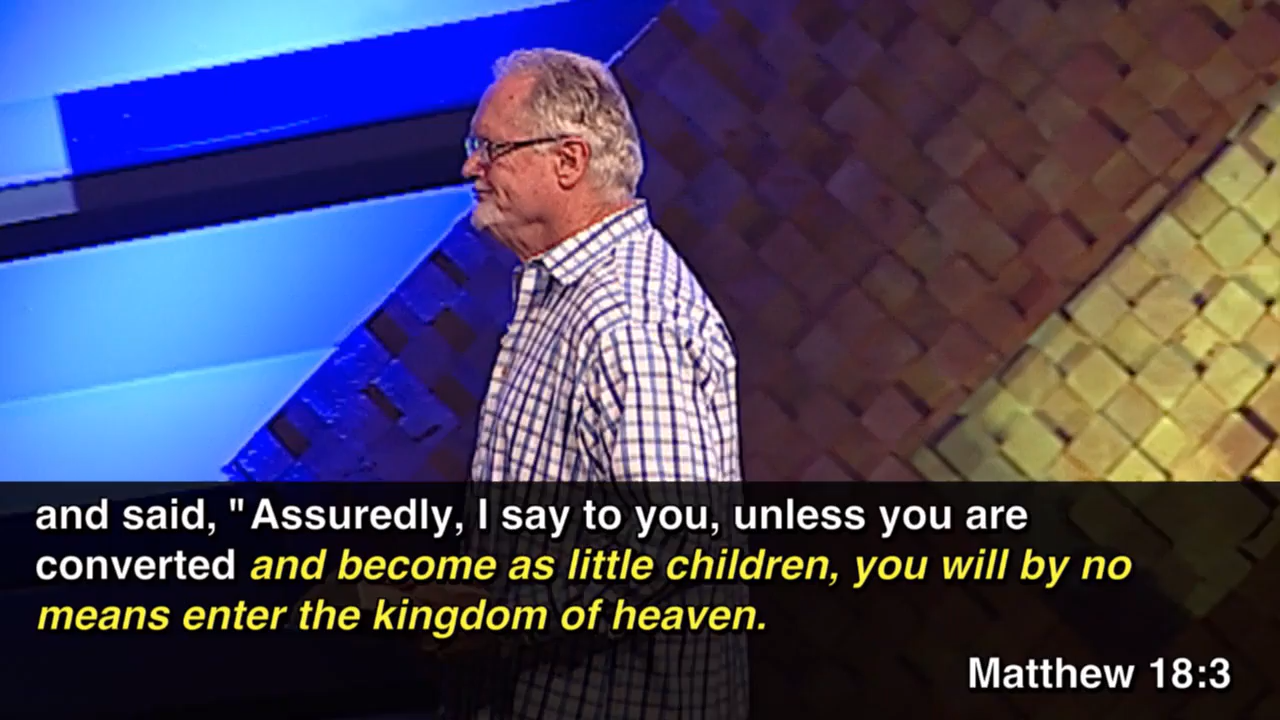 and said, "Assuredly, I say to you, unless you are
converted and become as little children, you will by no
means enter the kingdom of heaven.
Matthew 18:3